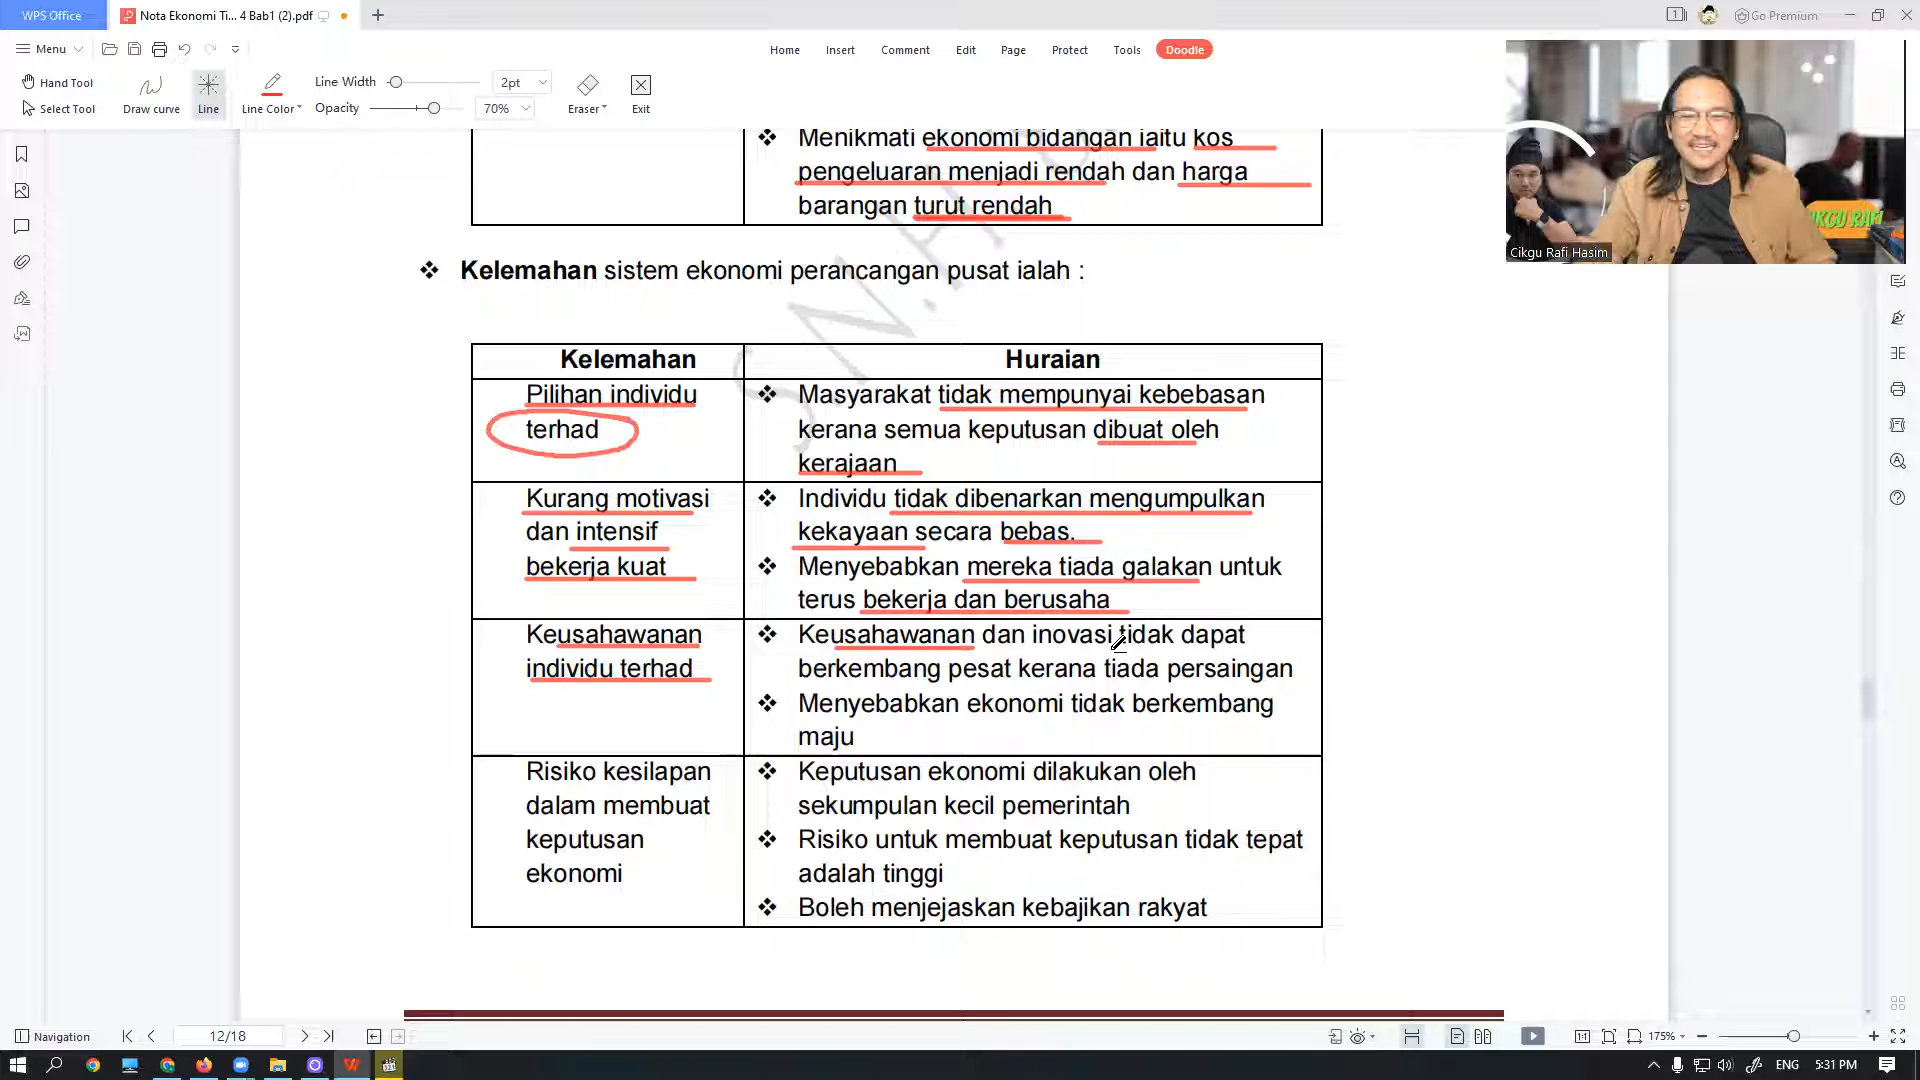 WPS Office
Nota Ekonomi Ti... 4 Bab1 (2).pdf
1
Go Premium
Menu
Home
Insert
Comment
Edit
Page
Protect
Tools
Doodle
Hand Tool
Select Tool
Draw curve
Line
Line Color
Line Width
2pt
Opacity
70%
Eraser
Exit
❖ Menikmati ekonomi bidangan iaitu kos
pengeluaran menjadi rendah dan harga
barangan turut rendah
CIKGU RAFI
Cikgu Rafi Hasim
❖ Kelemahan sistem ekonomi perancangan pusat ialah :
Kelemahan
Huraian
Pilihan individu
terhad
❖ Masyarakat tidak mempunyai kebebasan
kerana semua keputusan dibuat oleh
kerajaan
Kurang motivasi
dan intensif
bekerja kuat
❖ Individu tidak dibenarkan mengumpulkan
kekayaan secara bebas.
❖ Menyebabkan mereka tiada galakan untuk
terus bekerja dan berusaha
Keusahawanan
individu terhad
❖ Keusahawanan dan inovasi tidak dapat
berkembang pesat kerana tiada persaingan
❖ Menyebabkan ekonomi tidak berkembang
maju
Risiko kesilapan
dalam membuat
keputusan
ekonomi
❖ Keputusan ekonomi dilakukan oleh
sekumpulan kecil pemerintah
❖ Risiko untuk membuat keputusan tidak tepat
adalah tinggi
❖ Boleh menjejaskan kebajikan rakyat
Navigation
12/18
175%
ENG
5:31 PM